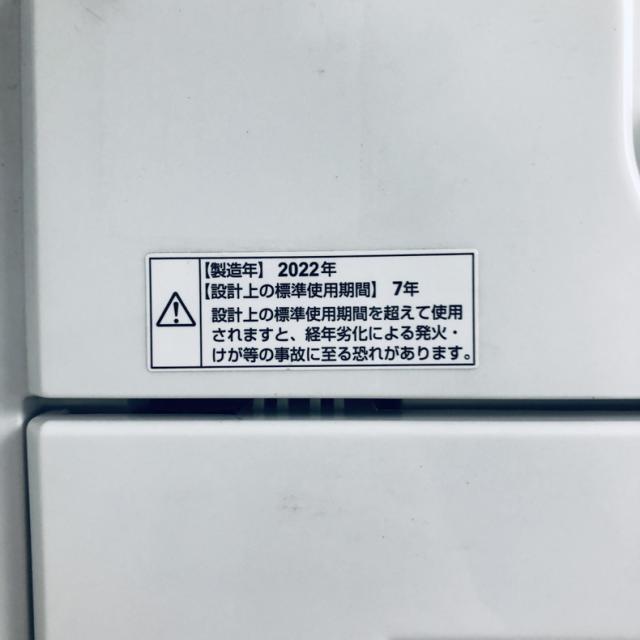 【製造年】 2022年
【設計上の標準使用期間】 7年
設計上の標準使用期間を超えて使用
されますと、経年劣化による発火・
けが等の事故に至る恐れがあります。